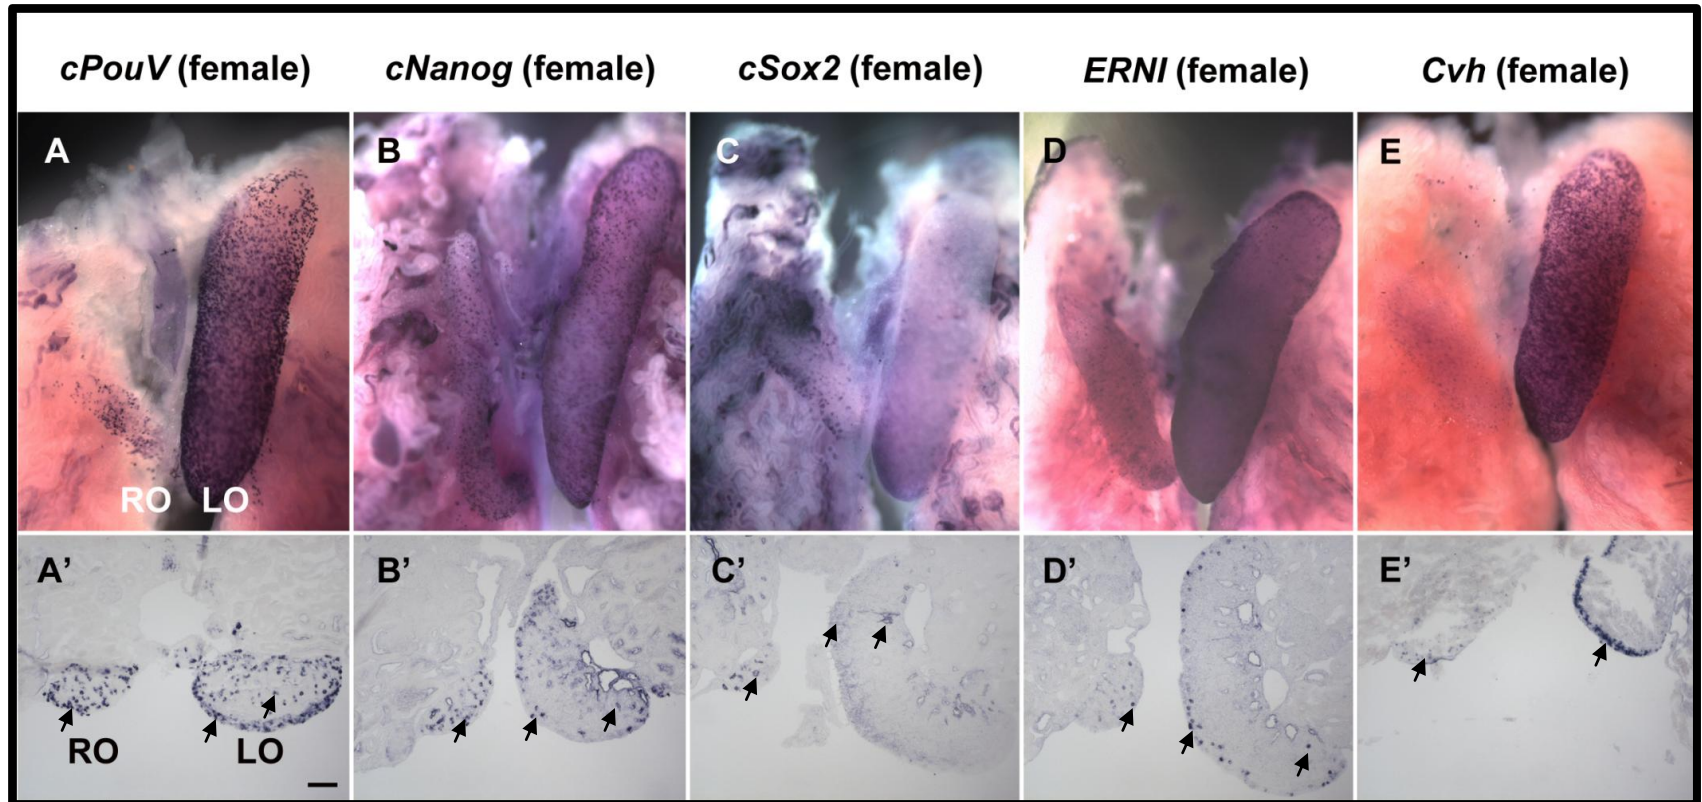 cPouV (female) cNanog (female) cSox2 (female) ERNI (female) Cvh (female)
A B C D E
RO LO
A’ B’ C’ D’ E’
RO LO